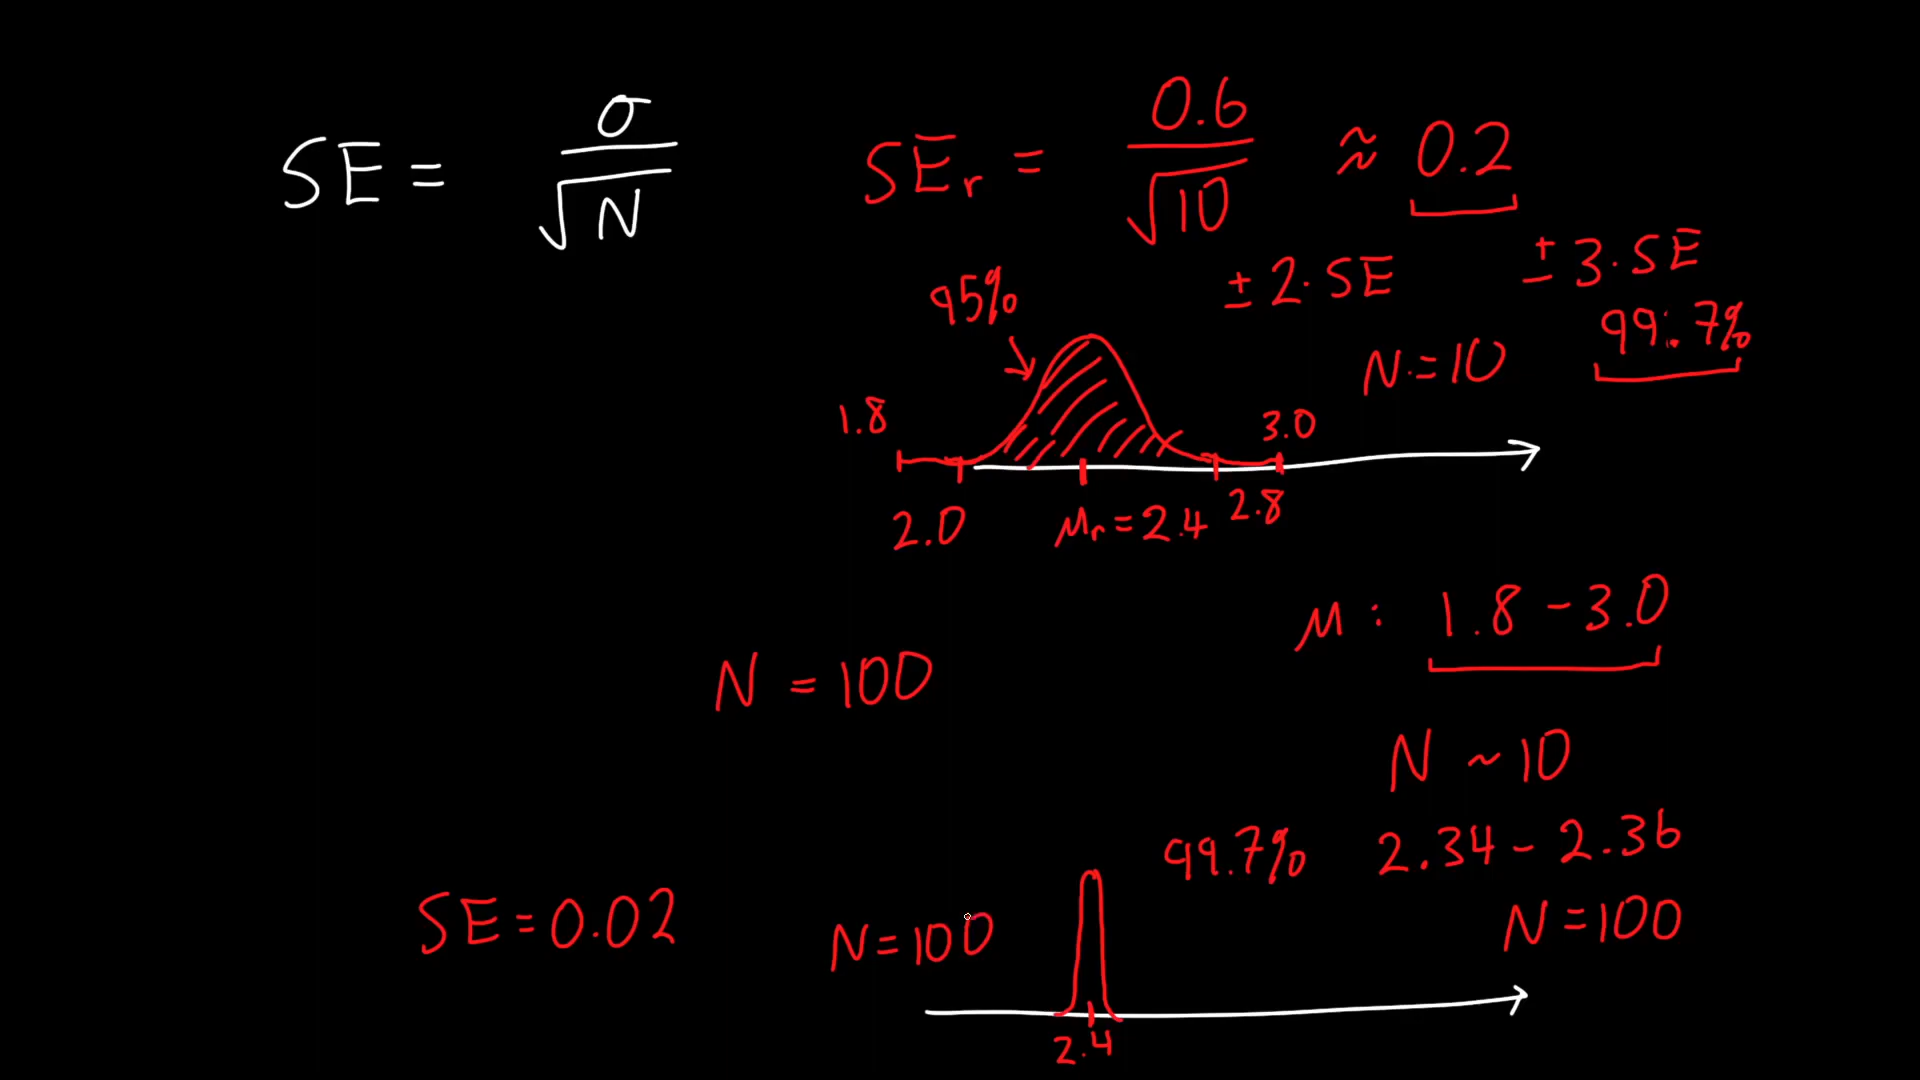 SE = σ/√N
SEr = 0.6/√10 ≈ 0.2
± 2·SE
± 3·SE
95%
99.7%
N = 10
1.8
3.0
2.0
μr = 2.4
2.8
μ : 1.8 - 3.0
N = 100
N ~ 10
99.7%
2.34 - 2.36
SE = 0.02
N = 100
N = 100
2.4